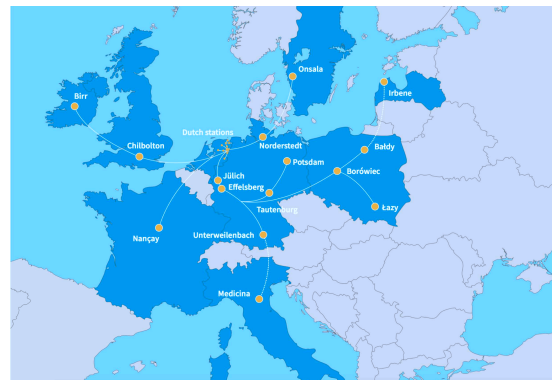 Onsala
Irbene
Birr
Dutch stations
Chilbolton
Norderstedt
Bałdy
Potsdam
Jülich
Borówiec
Effelsberg
Tautenburg
Łazy
Nançay
Unterweilenbach
Medicina